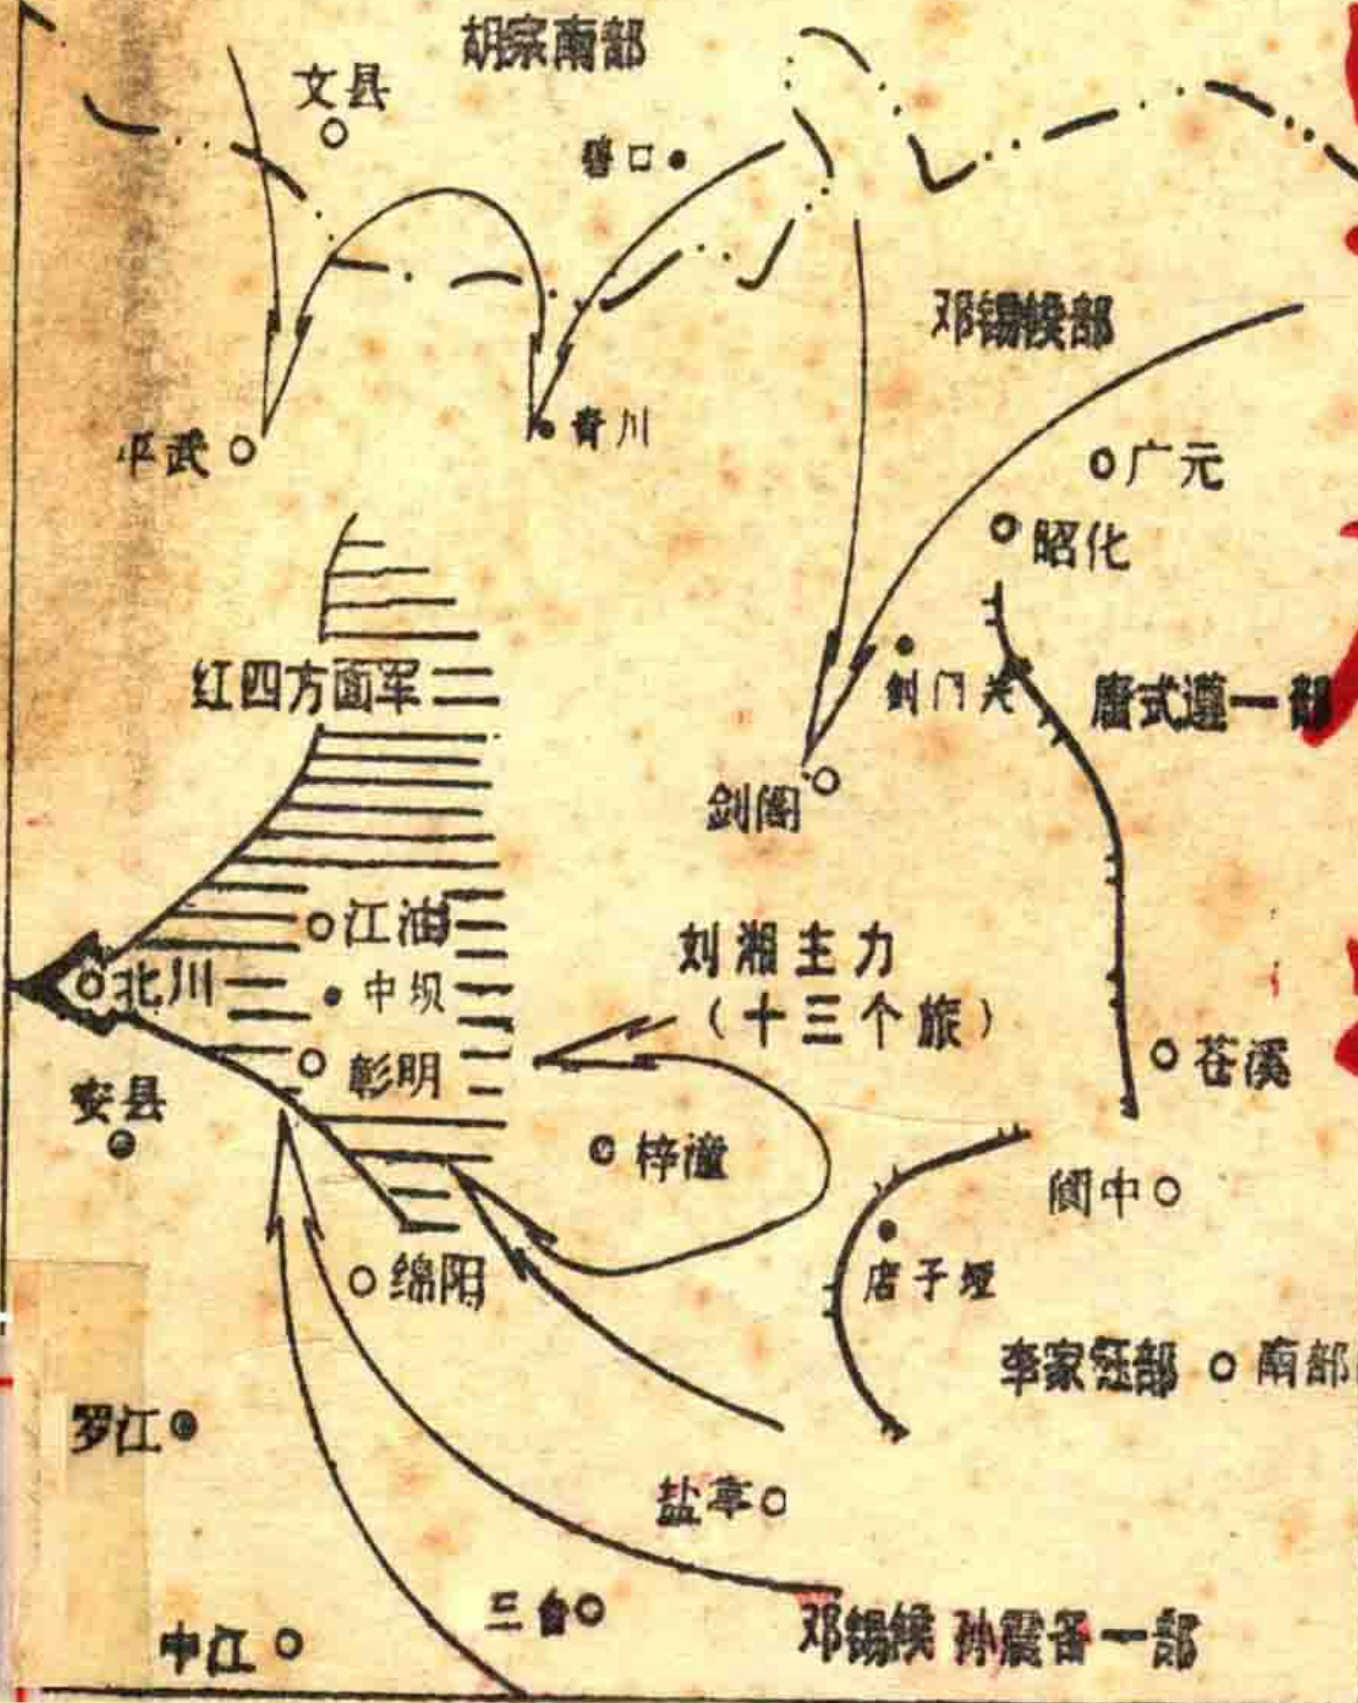 胡宗南部
文县
碧口
邓锡候部
青川
平武
广元
昭化
红四方面军
剑门关
唐式遵一部
剑阁
江油
刘湘主力
（十三个旅）
北川
中坝
彰明
苍溪
安县
梓潼
阆中
绵阳
店子垭
李家钰部
南部
罗江
盐亭
三台
邓锡候 孙震各一部
中江